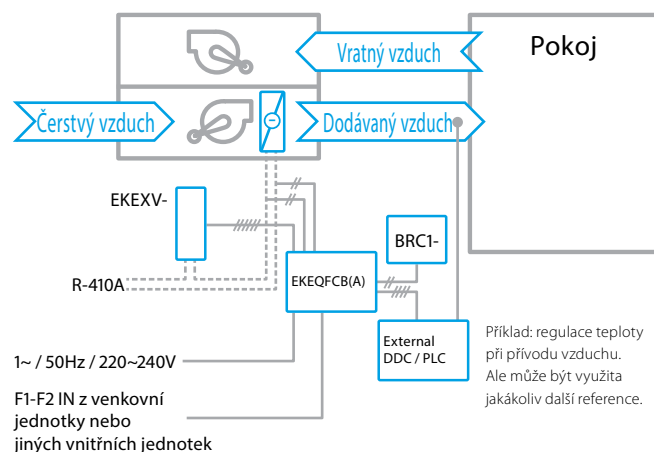 Vratný vzduch
Pokoj
Čerstvý vzduch
Dodávaný vzduch
EKEXV-
BRC1-
R-410A
EKEQFCB(A)
External
DDC / PLC
Příklad: regulace teploty
při přívodu vzduchu.
Ale může být využita
jakákoliv další reference.
1~ / 50Hz / 220~240V
F1-F2 IN z venkovní
jednotky nebo
jiných vnitřních jednotek